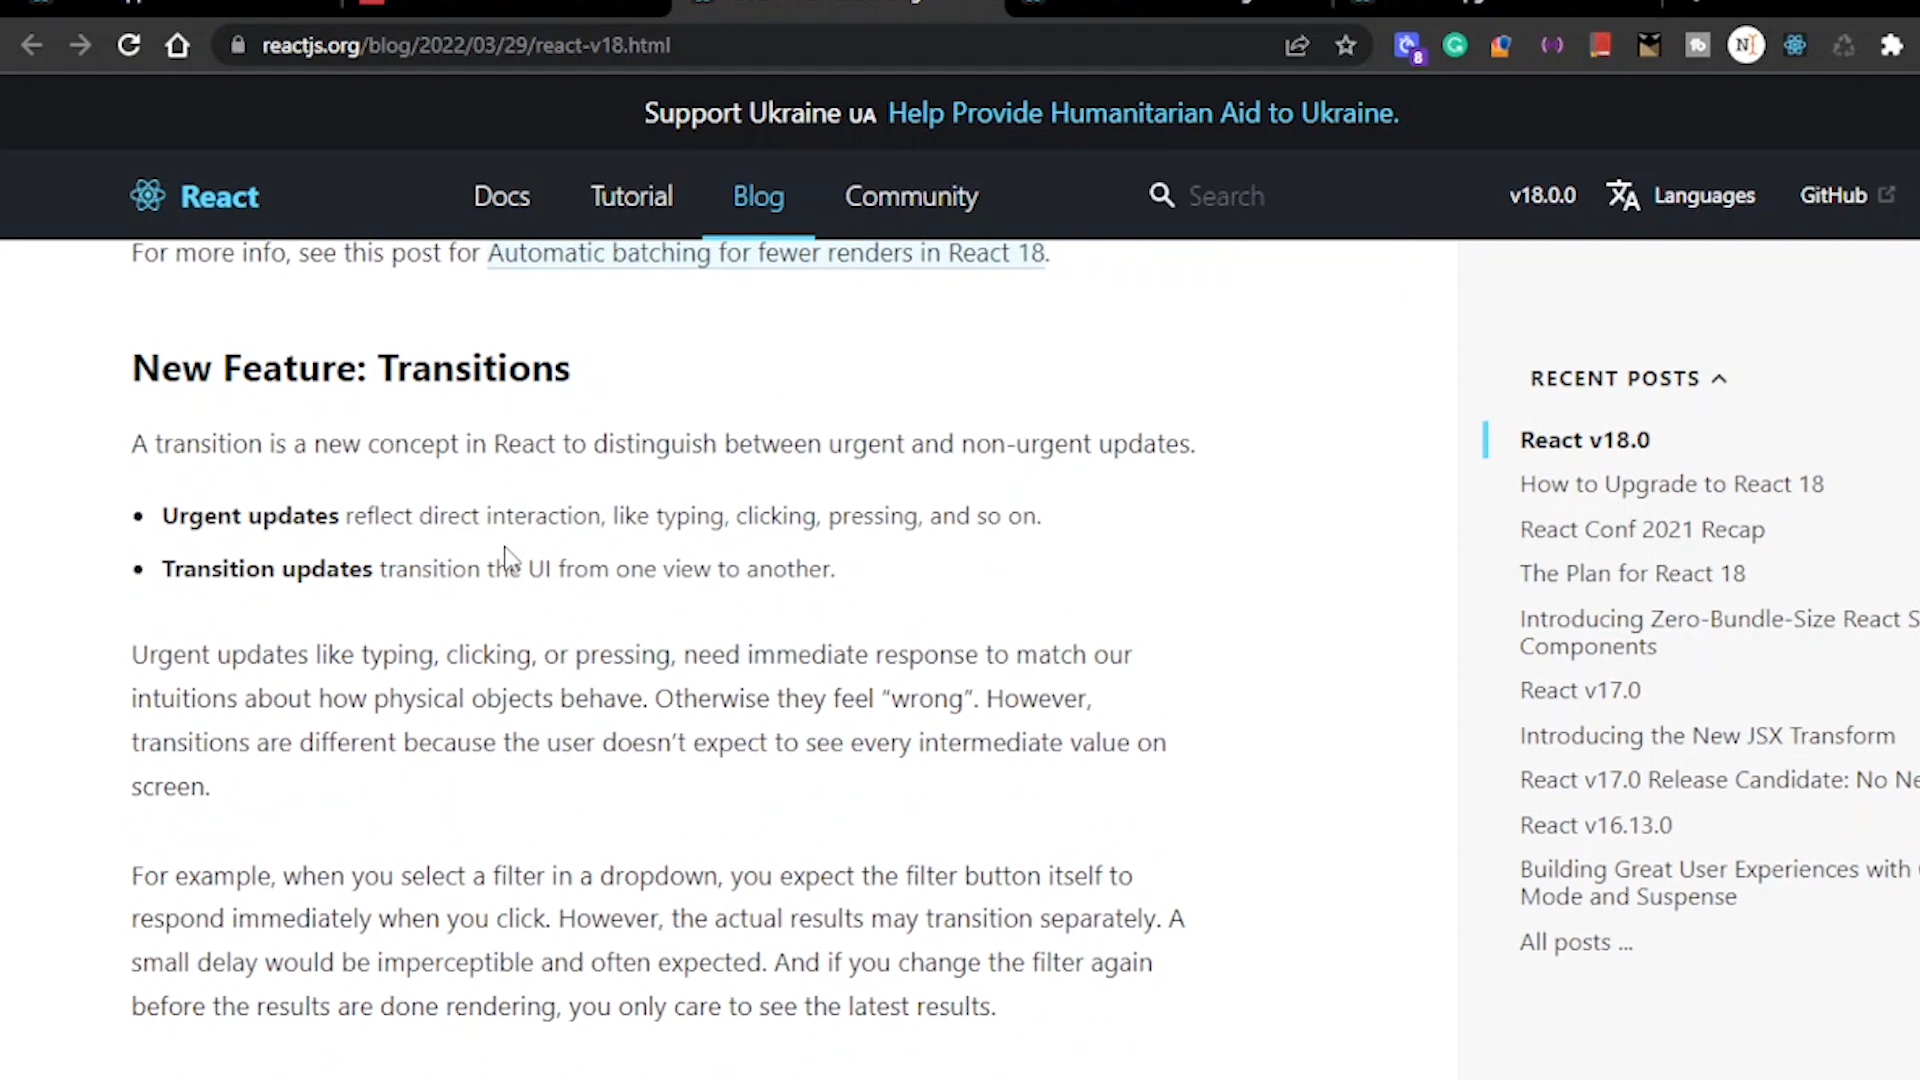 reactjs.org/blog/2022/03/29/react-v18.html
8
Support Ukraine UA Help Provide Humanitarian Aid to Ukraine.
React Docs Tutorial Blog Community Search v18.0.0 Languages GitHub
For more info, see this post for Automatic batching for fewer renders in React 18.
New Feature: Transitions
A transition is a new concept in React to distinguish between urgent and non-urgent updates.
• Urgent updates reflect direct interaction, like typing, clicking, pressing, and so on.
• Transition updates transition the UI from one view to another.
Urgent updates like typing, clicking, or pressing, need immediate response to match our
intuitions about how physical objects behave. Otherwise they feel “wrong”. However,
transitions are different because the user doesn’t expect to see every intermediate value on
screen.
For example, when you select a filter in a dropdown, you expect the filter button itself to
respond immediately when you click. However, the actual results may transition separately. A
small delay would be imperceptible and often expected. And if you change the filter again
before the results are done rendering, you only care to see the latest results.
RECENT POSTS
React v18.0
How to Upgrade to React 18
React Conf 2021 Recap
The Plan for React 18
Introducing Zero-Bundle-Size React S
Components
React v17.0
Introducing the New JSX Transform
React v17.0 Release Candidate: No Ne
React v16.13.0
Building Great User Experiences with
Mode and Suspense
All posts ...